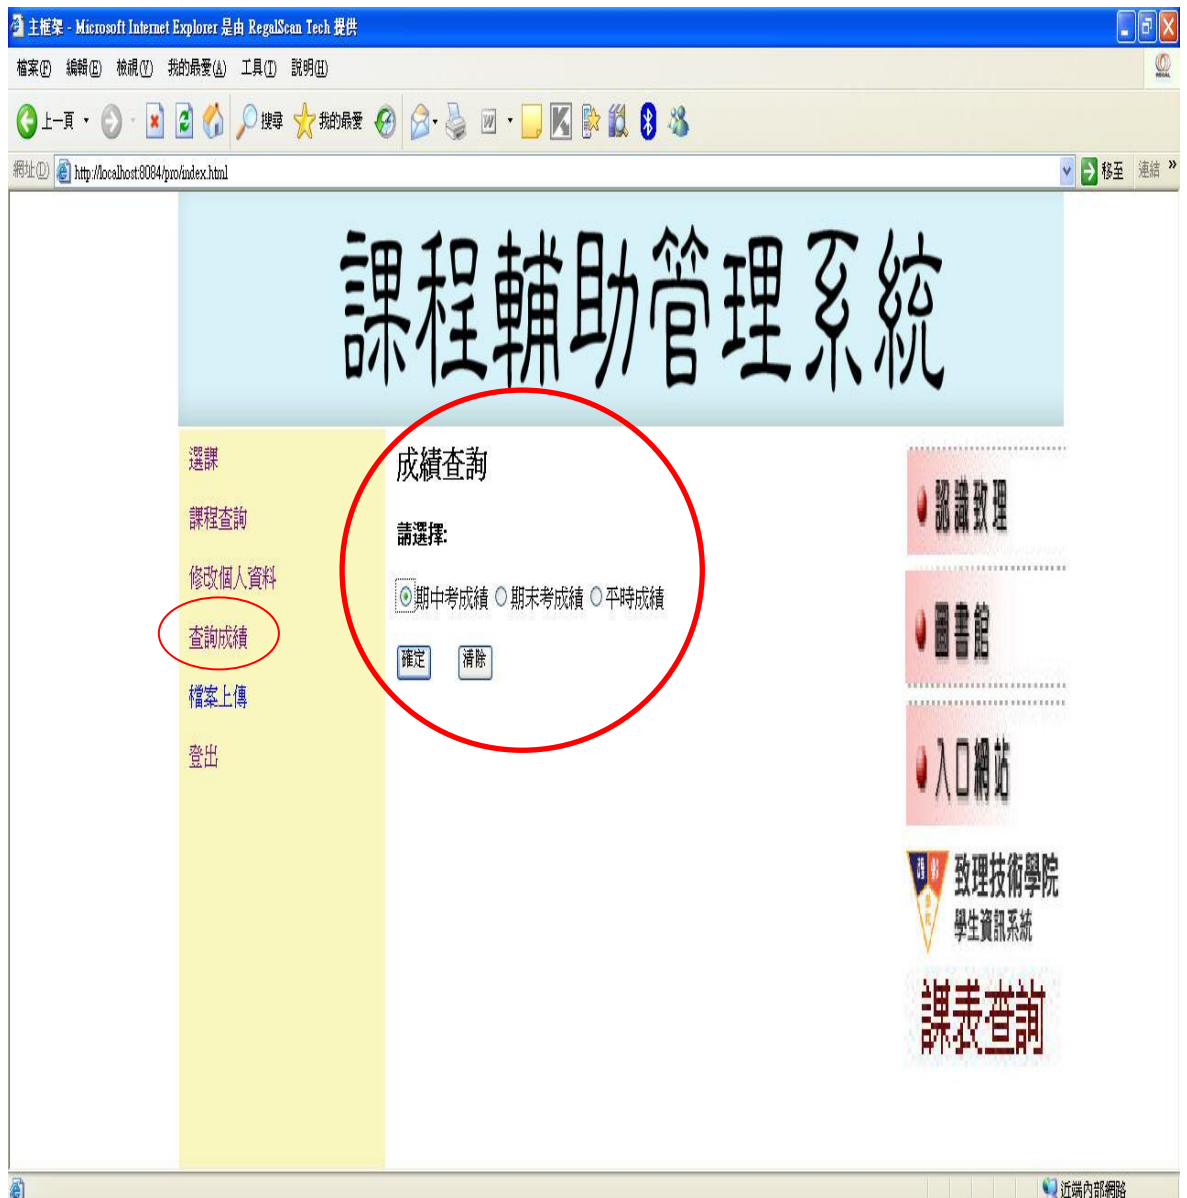 主框架 - Microsoft Internet Explorer 是由 RegalScan Tech 提供
檔案(F) 編輯(E) 檢視(V) 我的最愛(A) 工具(T) 說明(H)
REGAL
上一頁 搜尋 我的最愛
網址(D) http://localhost:8084/pro/index.html 移至 連結 »
課程輔助管理系統
選課
課程查詢
修改個人資料
查詢成績
檔案上傳
登出
成績查詢
請選擇:
期中考成績 期末考成績 平時成績
確定 清除
認識致理
圖書館
入口網站
致理技術學院
學生資訊系統
課表查詢
近端內部網路